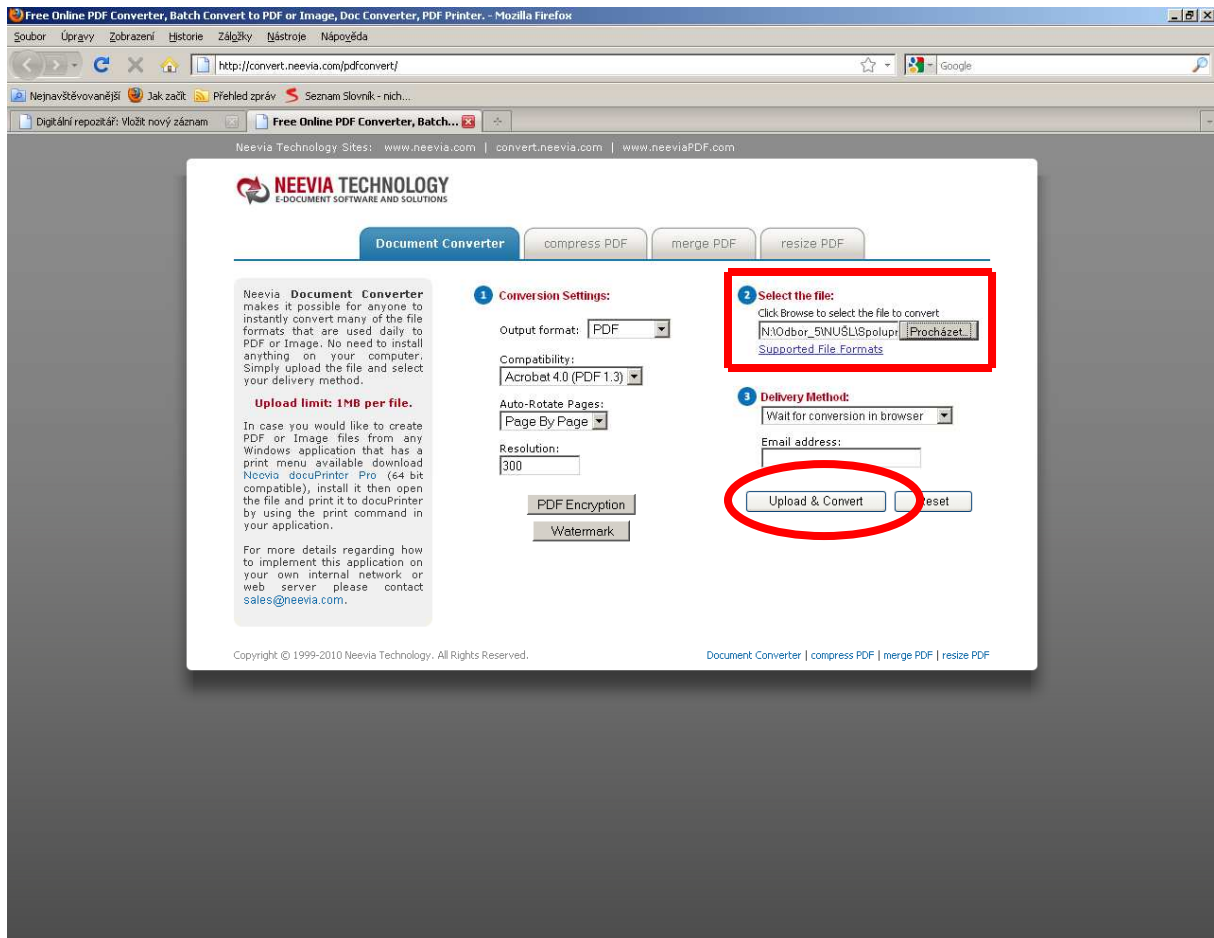 Free Online PDF Converter, Batch Convert to PDF or Image, Doc Converter, PDF Printer. - Mozilla Firefox
Soubor Úpravy Zobrazení Historie Záložky Nástroje Nápověda
http://convert.neevia.com/pdfconvert/
Google
Nejnavštěvovanější Jak začít Přehled zpráv Seznam Slovník - nich...
Digitální repozitář: Vložit nový záznam
Free Online PDF Converter, Batch...
Neevia Technology Sites: www.neevia.com | convert.neevia.com | www.neeviaPDF.com
NEEVIA TECHNOLOGY
E-DOCUMENT SOFTWARE AND SOLUTIONS
Document Converter
compress PDF
merge PDF
resize PDF
Neevia Document Converter
makes it possible for anyone to
instantly convert many of the file
formats that are used daily to
PDF or Image. No need to install
anything on your computer.
Simply upload the file and select
your delivery method.
Upload limit: 1MB per file.
In case you would like to create
PDF or Image files from any
Windows application that has a
print menu available download
Neevia docuPrinter Pro (64 bit
compatible), install it then open
the file and print it to docuPrinter
by using the print command in
your application.
For more details regarding how
to implement this application on
your own internal network or
web server please contact
sales@neevia.com.
1 Conversion Settings:
Output format: PDF
Compatibility:
Acrobat 4.0 (PDF 1.3)
Auto-Rotate Pages:
Page By Page
Resolution:
300
PDF Encryption
Watermark
2 Select the file:
Click Browse to select the file to convert
N:\Odbor_5\NUŠL\Spolupr Procházet...
Supported File Formats
3 Delivery Method:
Wait for conversion in browser
Email address:
Upload & Convert Reset
Copyright © 1999-2010 Neevia Technology. All Rights Reserved.
Document Converter | compress PDF | merge PDF | resize PDF